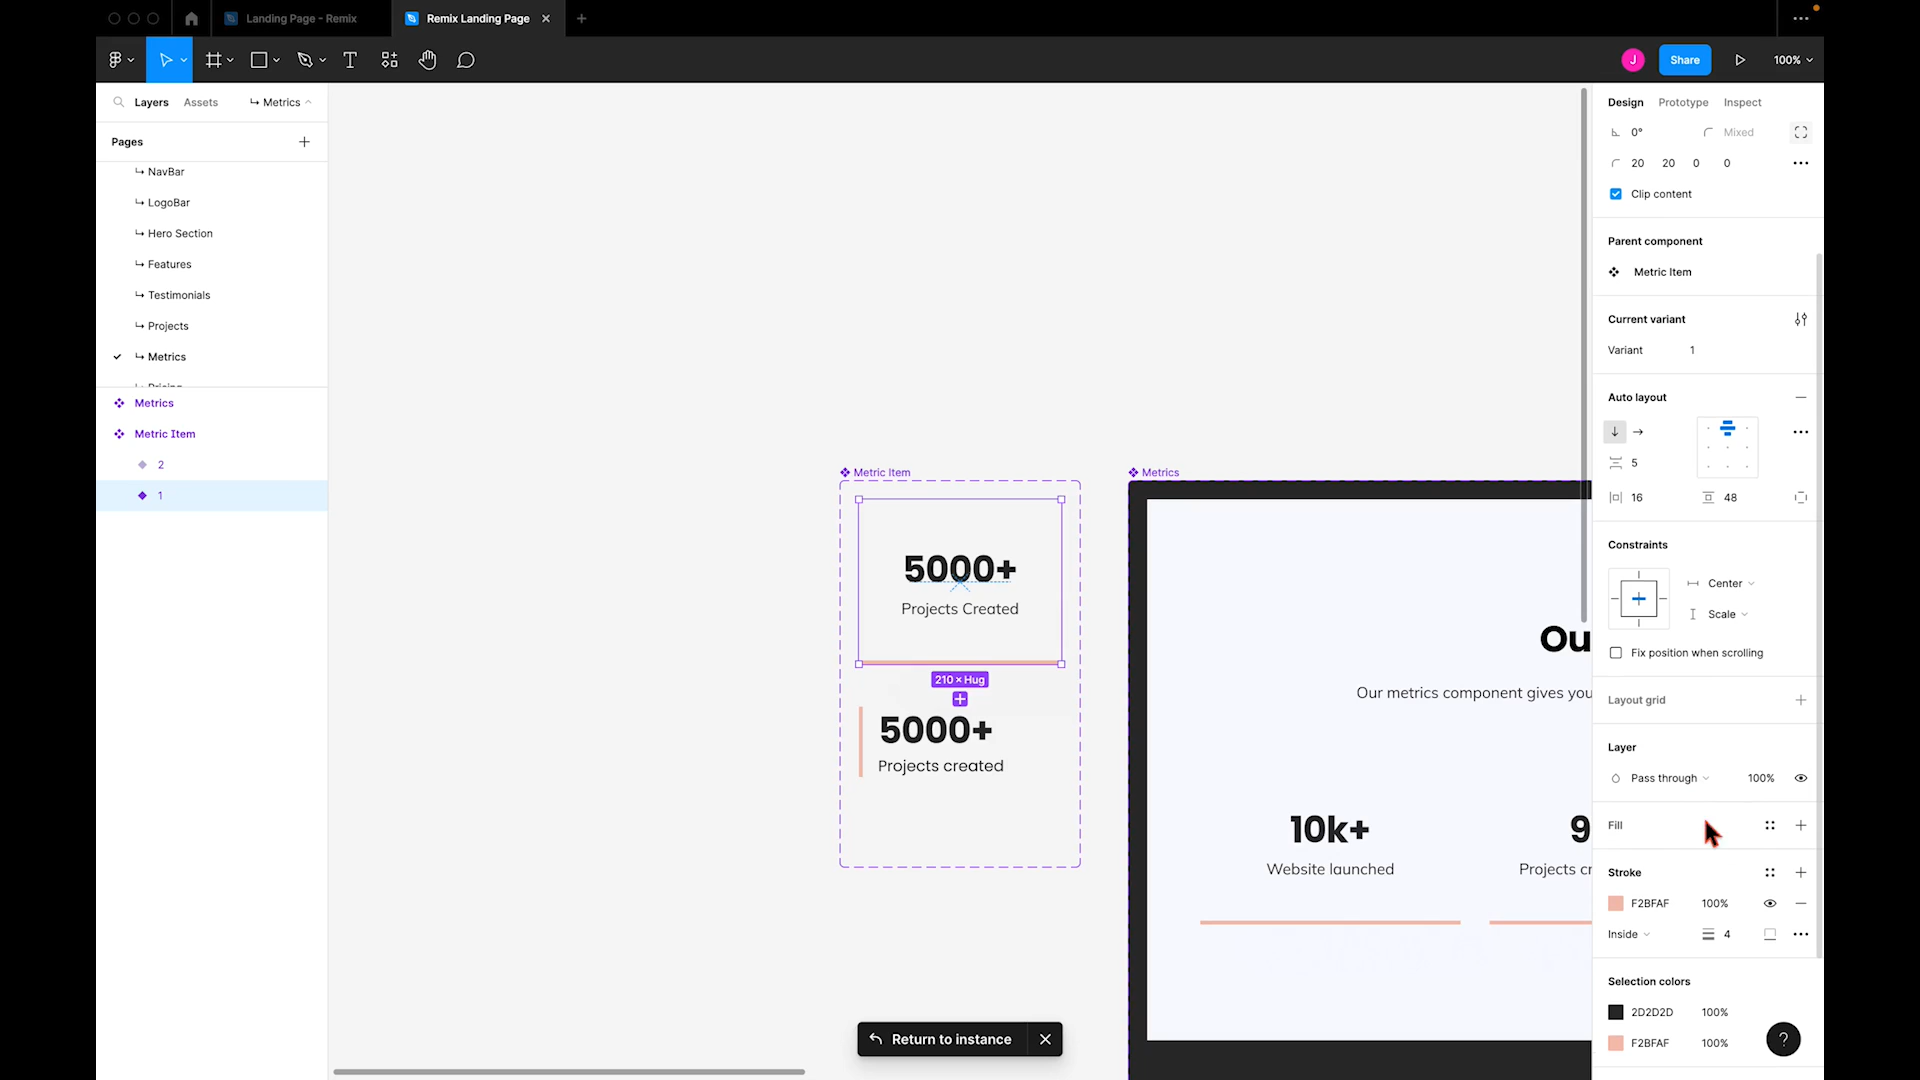 Landing Page - Remix
Remix Landing Page
J
Share
100%
Layers
Assets
Metrics
Design
Prototype
Inspect
Pages
0°
Mixed
NavBar
20 20 0 0
LogoBar
Clip content
Hero Section
Parent component
Features
Metric Item
Testimonials
Current variant
Projects
Variant
1
Metrics
Pricing
Metrics
Auto layout
Metric Item
2
5
1
16
48
Metric Item
Metrics
Constraints
5000+
Projects Created
Center
Scale
Ou
Fix position when scrolling
210 × Hug
Our metrics component gives you
Layout grid
5000+
Projects created
Layer
Pass through
100%
10k+
9
Fill
Website launched
Projects cr
Stroke
F2BFAF
100%
Inside
4
Selection colors
2D2D2D
100%
Return to instance
F2BFAF
100%
?